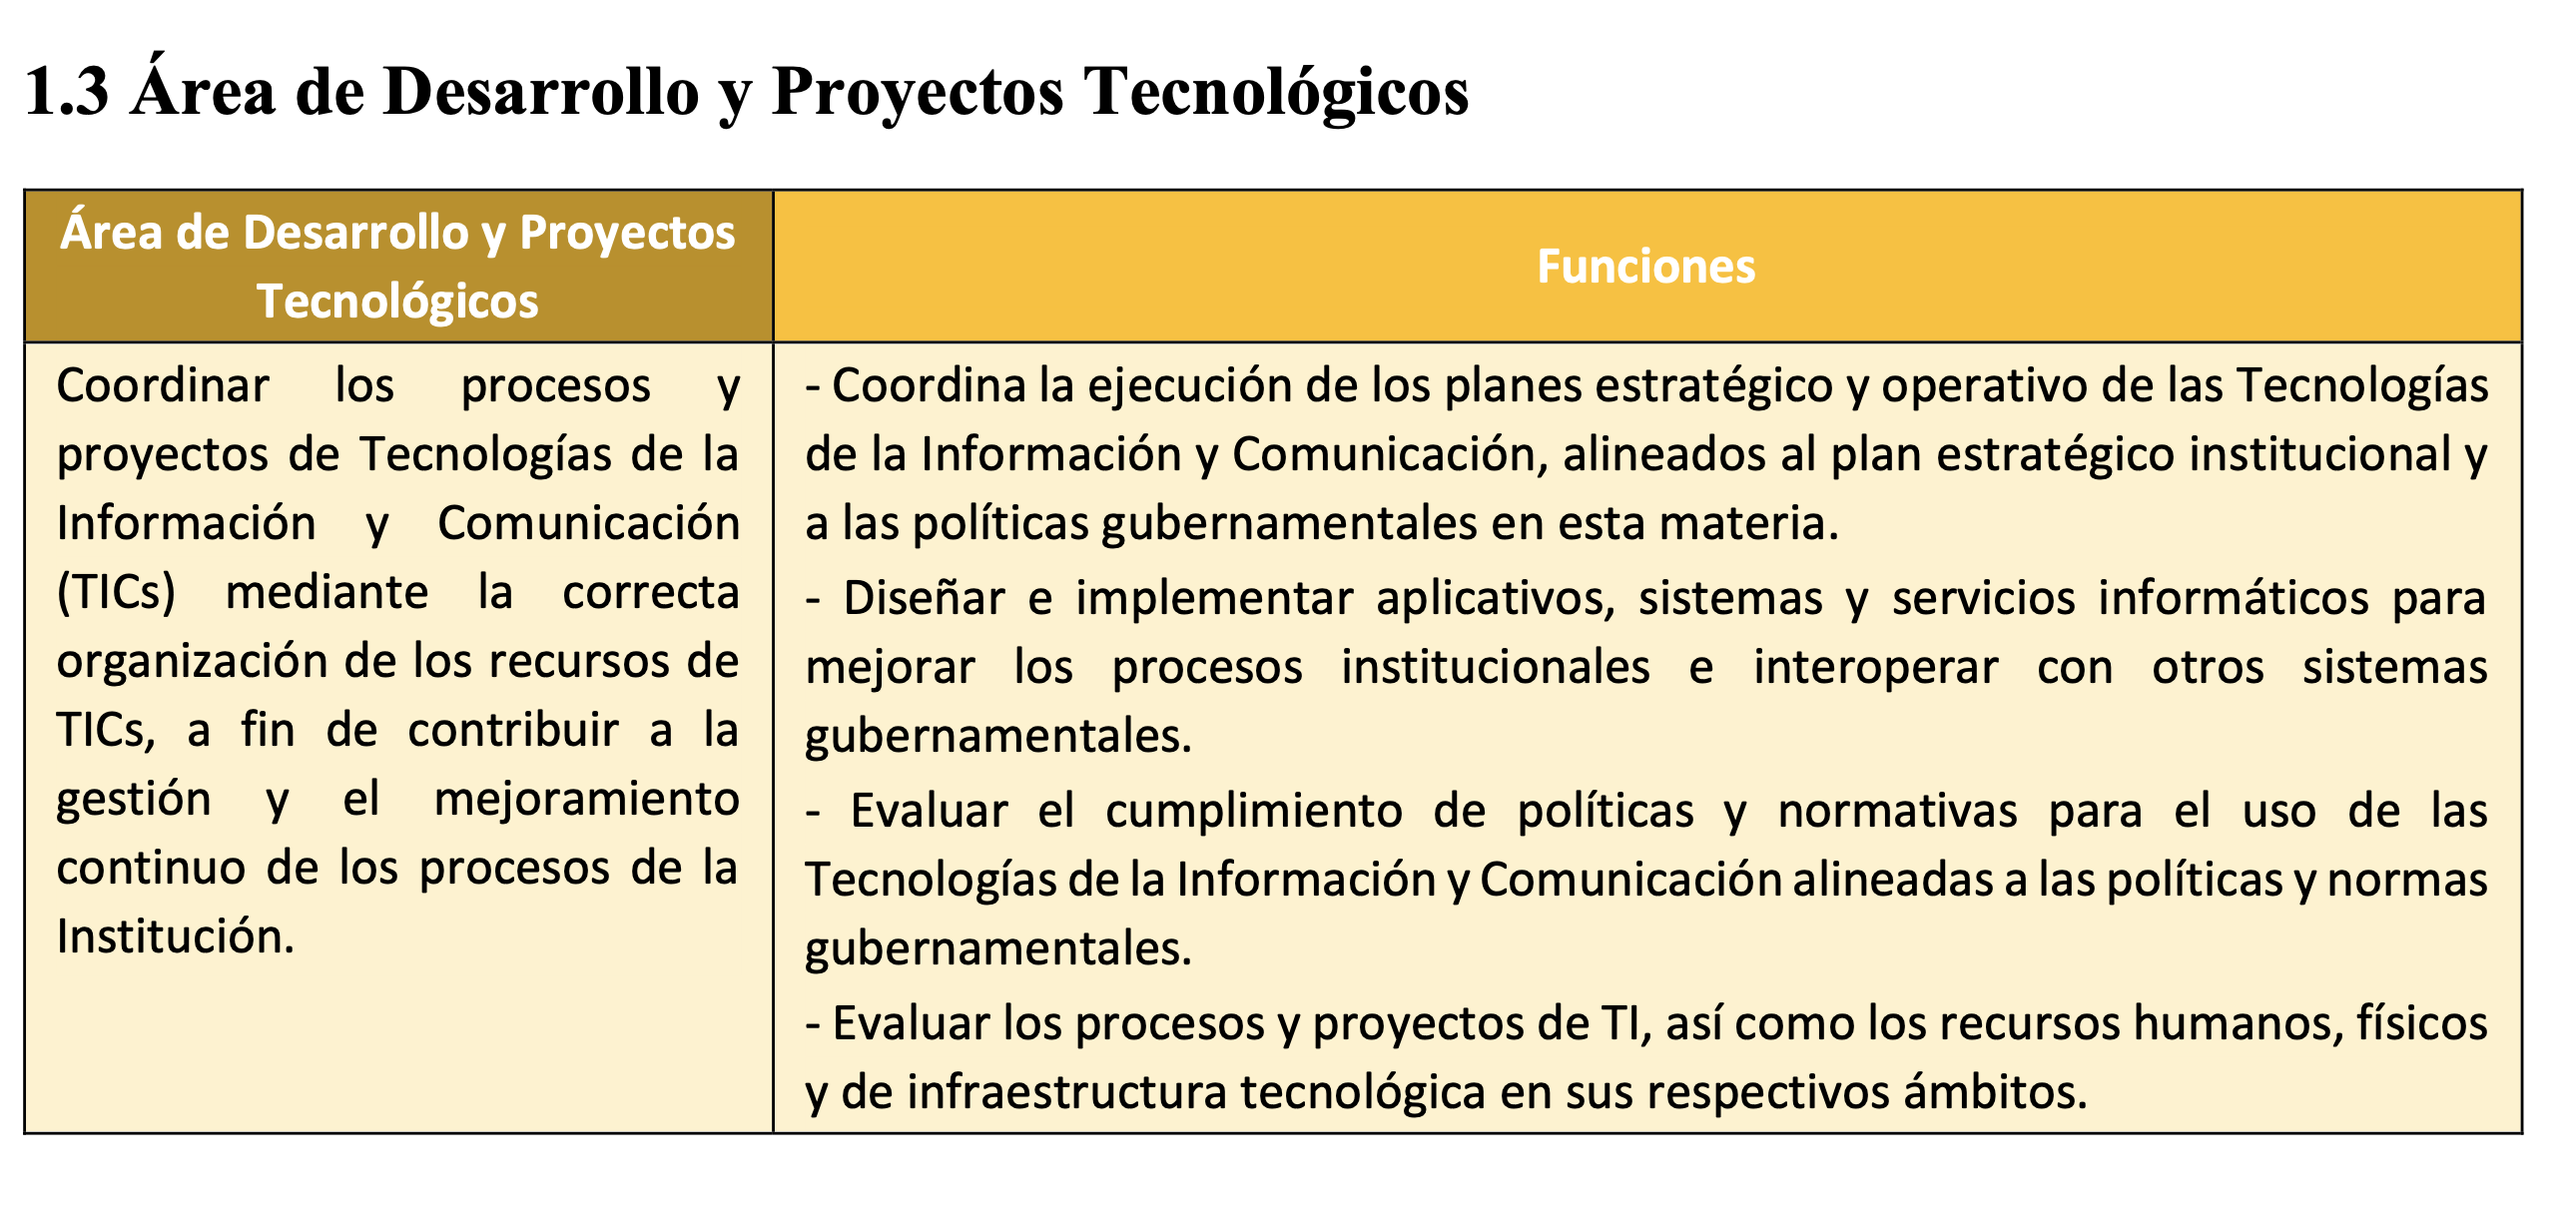 1.3 Área de Desarrollo y Proyectos Tecnológicos
Área de Desarrollo y Proyectos
Tecnológicos
Funciones
Coordinar los procesos y
proyectos de Tecnologías de la
Información y Comunicación
(TICs) mediante la correcta
organización de los recursos de
TICs, a fin de contribuir a la
gestión y el mejoramiento
continuo de los procesos de la
Institución.
- Coordina la ejecución de los planes estratégico y operativo de las Tecnologías
de la Información y Comunicación, alineados al plan estratégico institucional y
a las políticas gubernamentales en esta materia.
- Diseñar e implementar aplicativos, sistemas y servicios informáticos para
mejorar los procesos institucionales e interoperar con otros sistemas
gubernamentales.
- Evaluar el cumplimiento de políticas y normativas para el uso de las
Tecnologías de la Información y Comunicación alineadas a las políticas y normas
gubernamentales.
- Evaluar los procesos y proyectos de TI, así como los recursos humanos, físicos
y de infraestructura tecnológica en sus respectivos ámbitos.